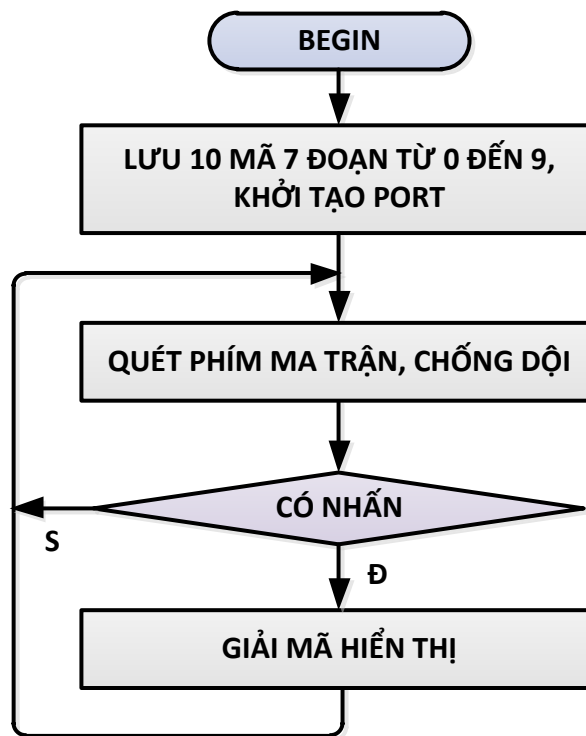 BEGIN
LƯU 10 MÃ 7 ĐOẠN TỪ 0 ĐẾN 9,
KHỞI TẠO PORT
QUÉT PHÍM MA TRẬN, CHỐNG DỘI
CÓ NHẤN
S
Đ
GIẢI MÃ HIỂN THỊ